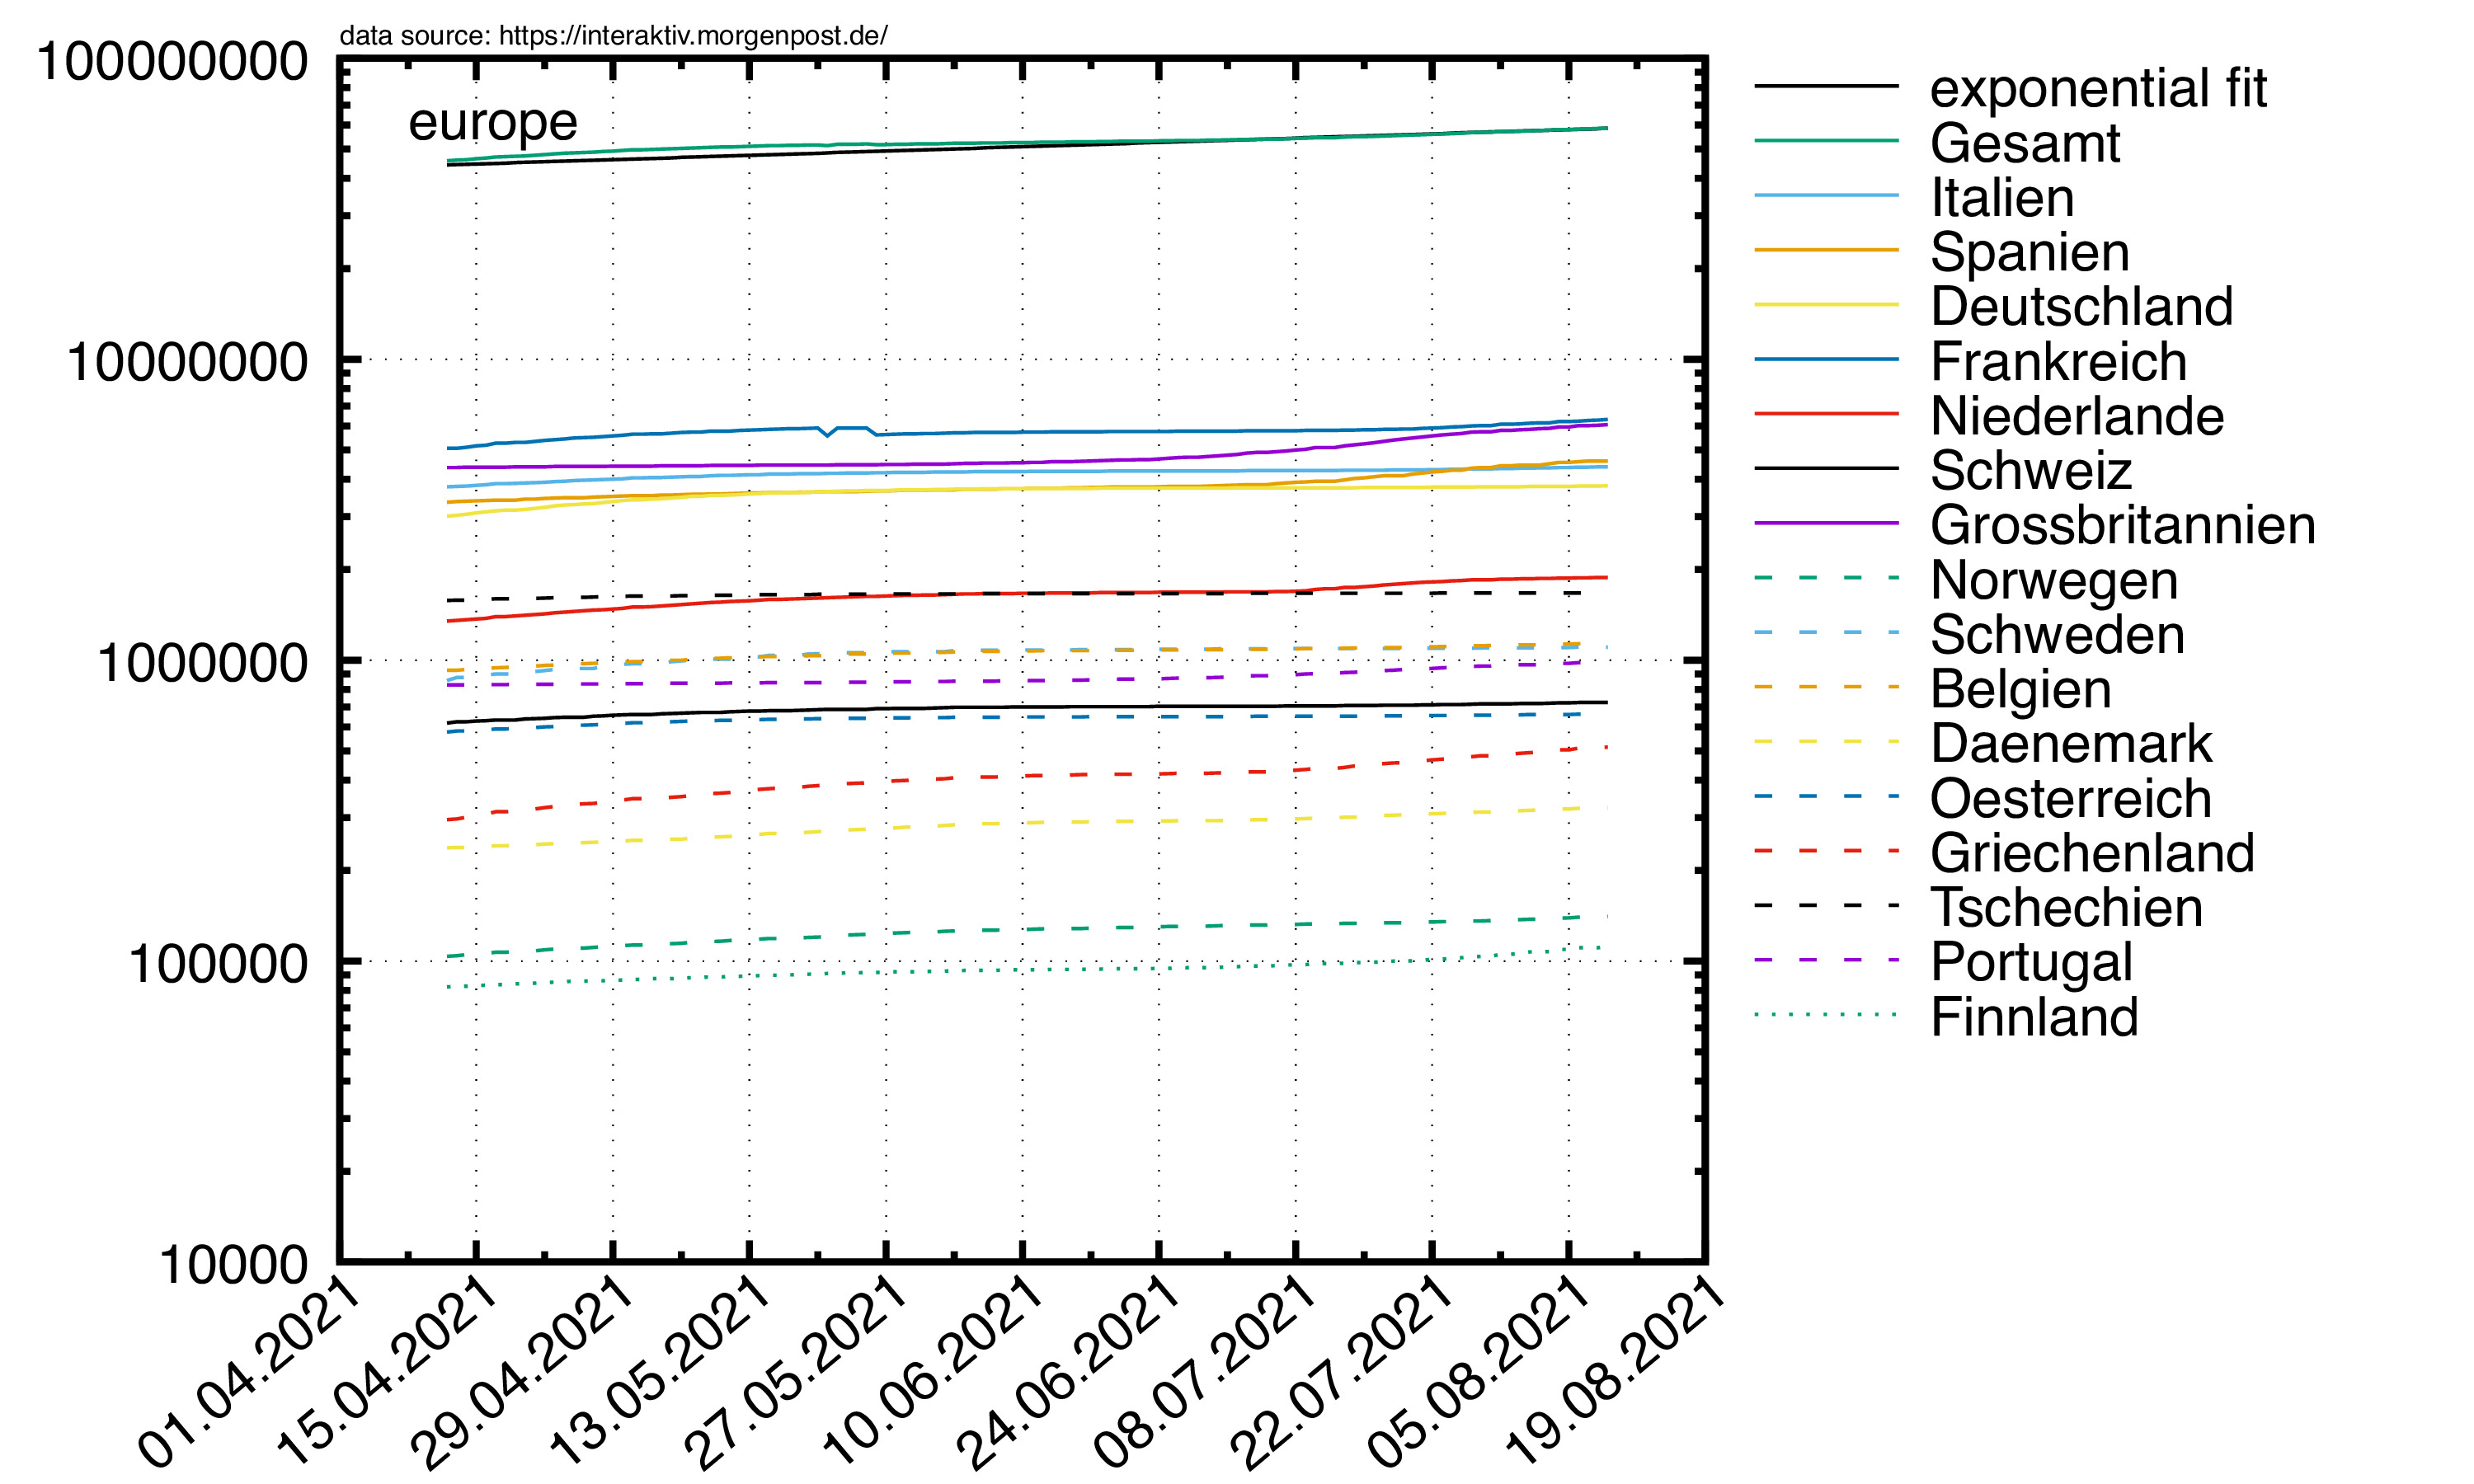 data source: https://interaktiv.morgenpost.de/
europe
100000000
10000000
1000000
100000
10000
01.04.2021
15.04.2021
29.04.2021
13.05.2021
27.05.2021
10.06.2021
24.06.2021
08.07.2021
22.07.2021
05.08.2021
19.08.2021
exponential fit
Gesamt
Italien
Spanien
Deutschland
Frankreich
Niederlande
Schweiz
Grossbritannien
Norwegen
Schweden
Belgien
Daenemark
Oesterreich
Griechenland
Tschechien
Portugal
Finnland